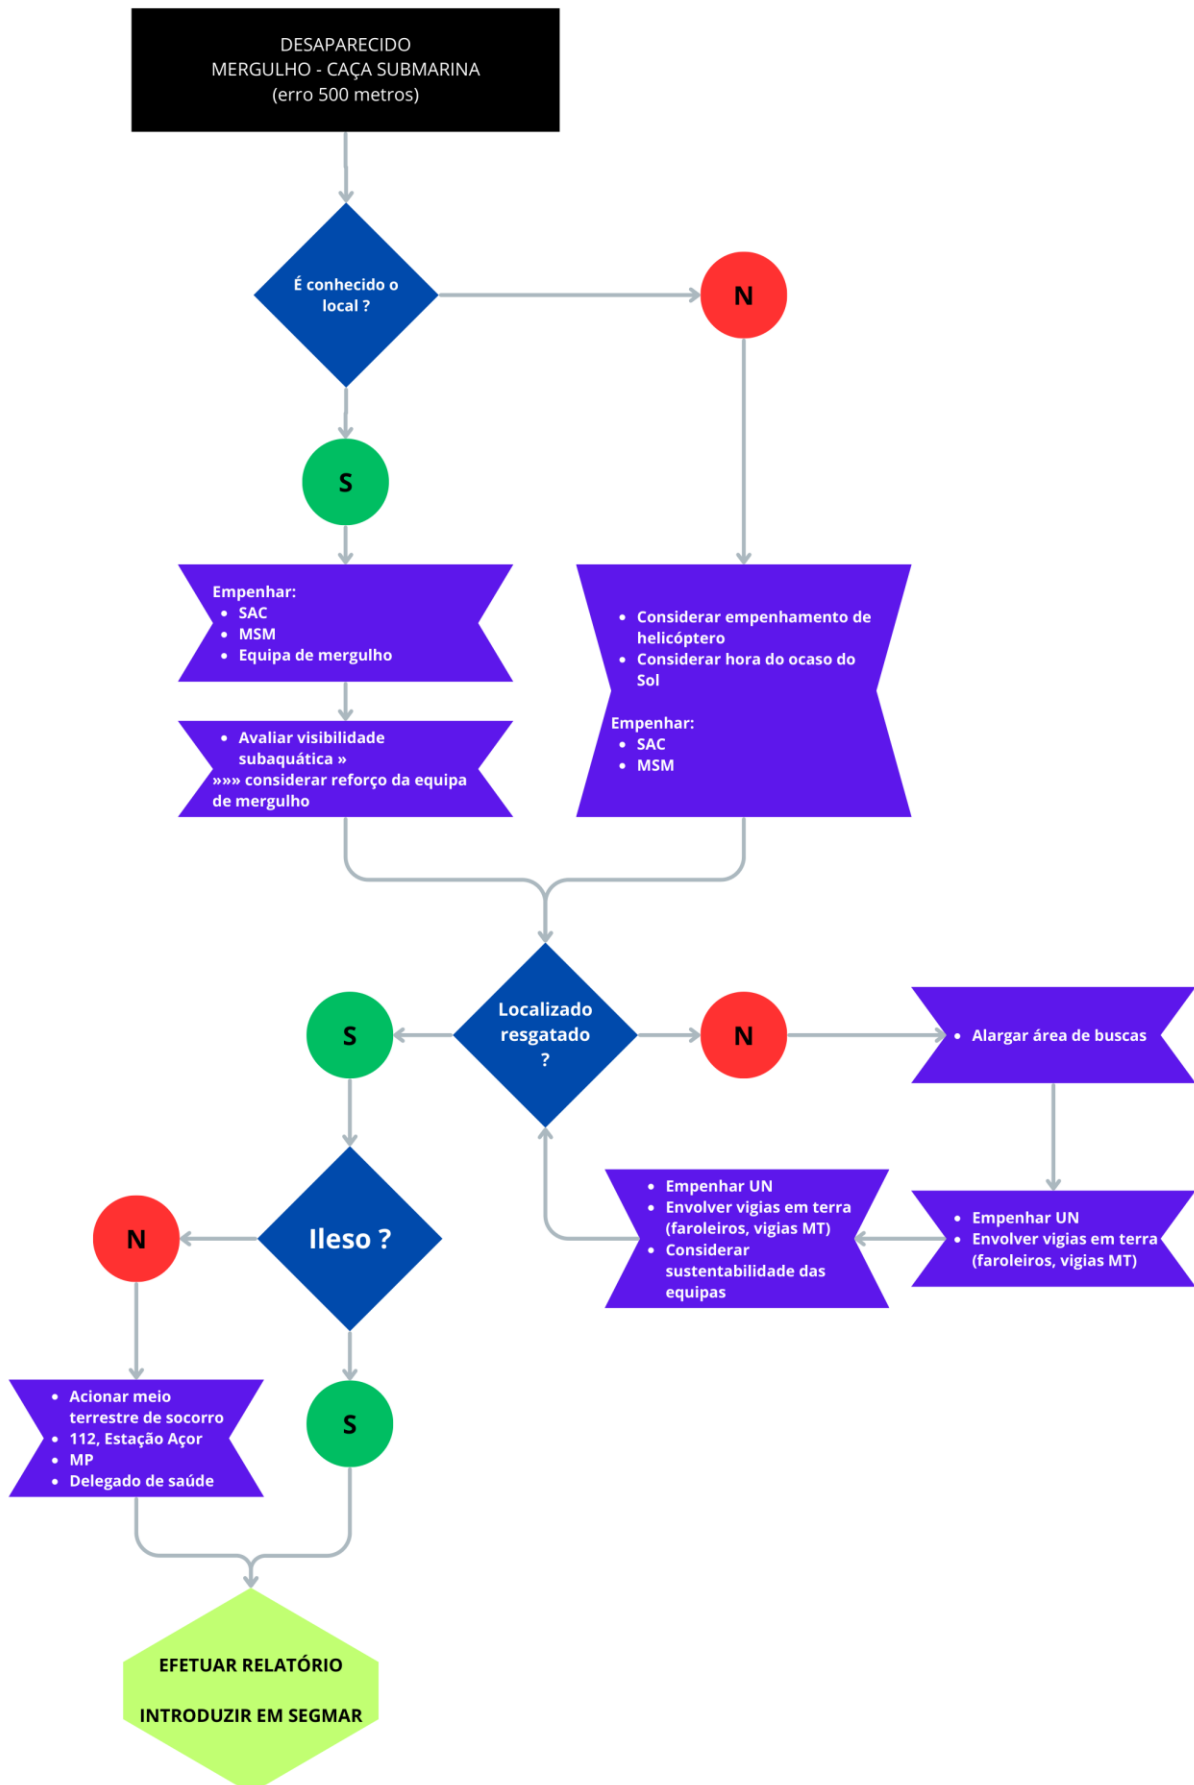 DESAPARECIDO
MERGULHO - CAÇA SUBMARINA
(erro 500 metros)
É conhecido o
local ?
N
S
Empenhar:
• SAC
• MSM
• Equipa de mergulho
• Avaliar visibilidade
subaquática »
»»» considerar reforço da equipa
de mergulho
• Considerar empenhamento de
helicóptero
• Considerar hora do ocaso do
Sol
Empenhar:
• SAC
• MSM
Localizado
resgatado
?
S
N
• Alargar área de buscas
• Empenhar UN
• Envolver vigias em terra
(faroleiros, vigias MT)
• Empenhar UN
• Envolver vigias em terra
(faroleiros, vigias MT)
• Considerar
sustentabilidade das
equipas
Ileso ?
N
S
• Acionar meio
terrestre de socorro
• 112, Estação Açor
• MP
• Delegado de saúde
EFETUAR RELATÓRIO
INTRODUZIR EM SEGMAR